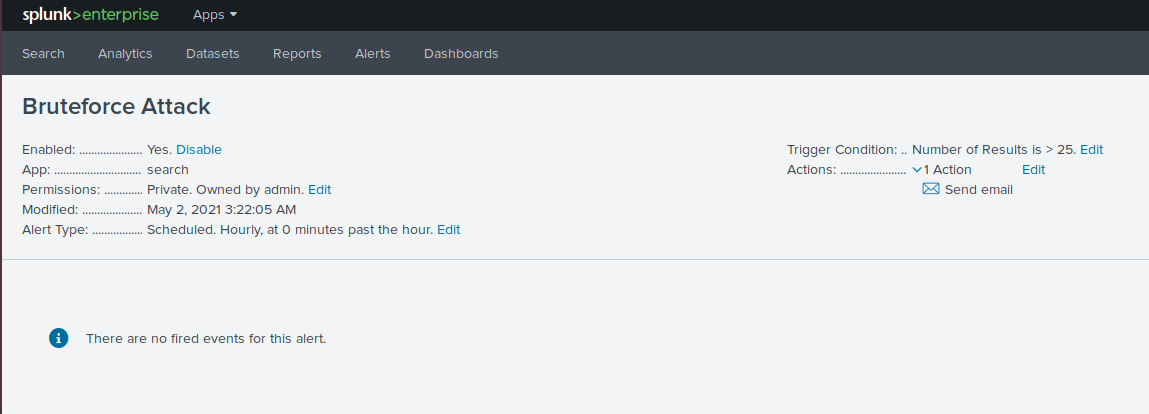 splunk>enterprise Apps
Search Analytics Datasets Reports Alerts Dashboards
Bruteforce Attack
Enabled: ..................... Yes. Disable
App: ............................. search
Permissions: ................ Private. Owned by admin. Edit
Modified: .................... May 2, 2021 3:22:05 AM
Alert Type: ................. Scheduled. Hourly, at 0 minutes past the hour. Edit
Trigger Condition: .. Number of Results is > 25. Edit
Actions: ...................... 1 Action Edit
Send email
There are no fired events for this alert.